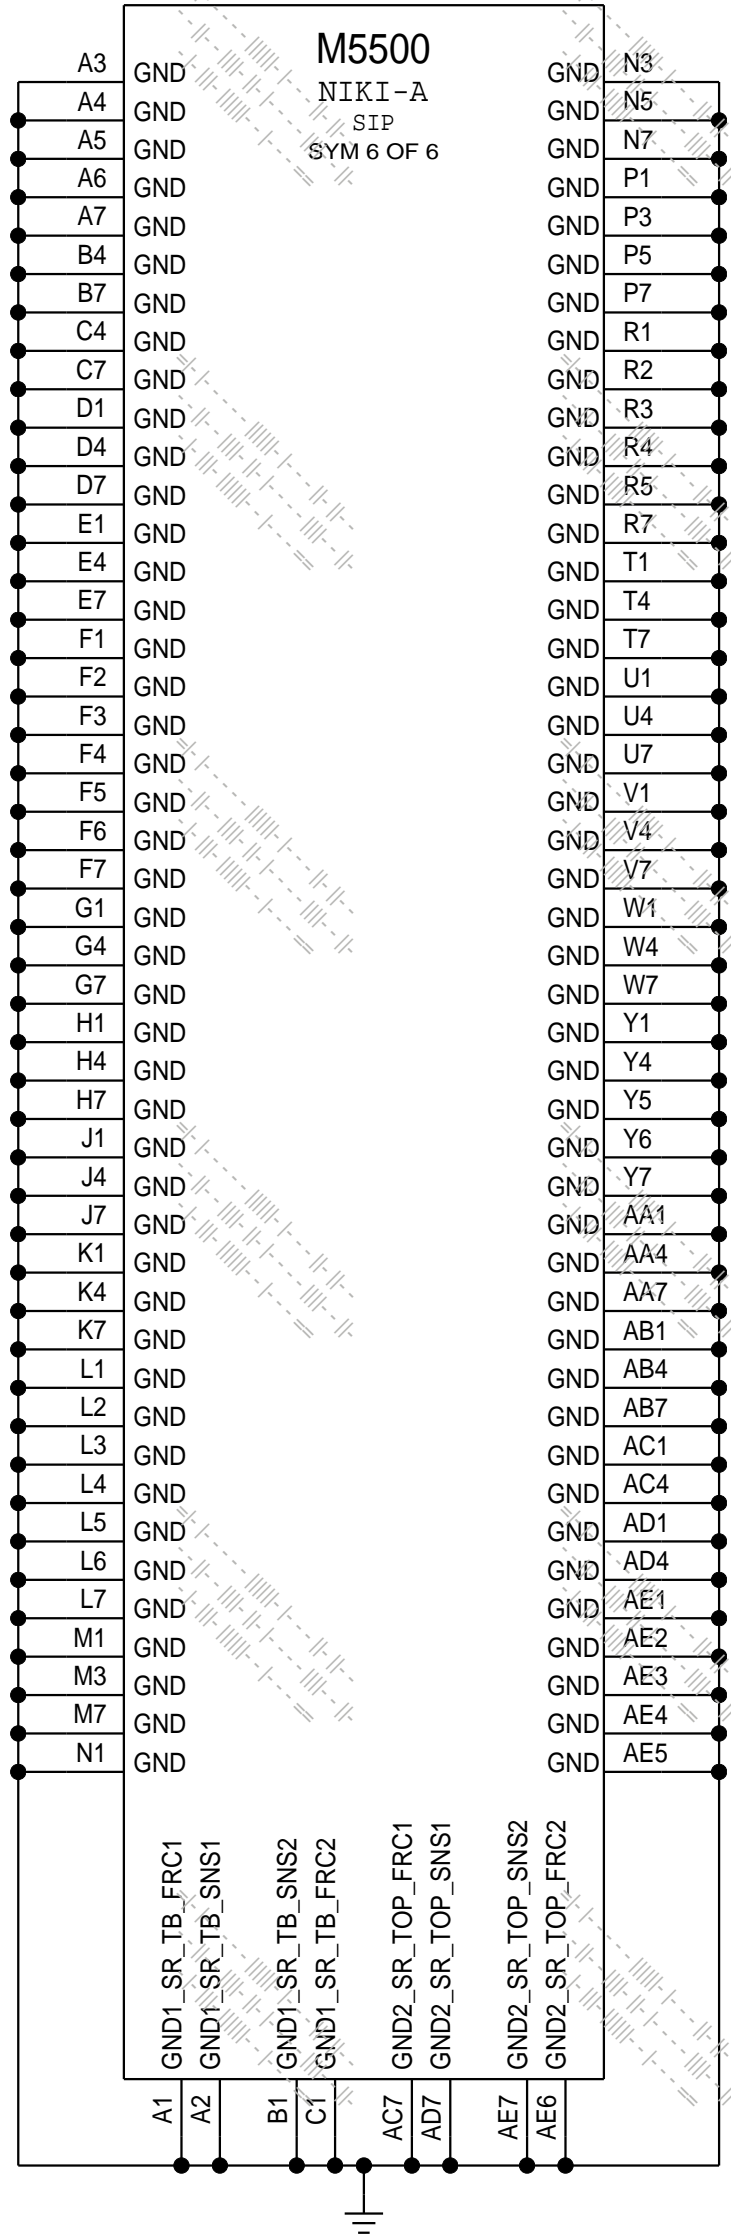 M5500
NIKI-A
SIP
SYM 6 OF 6
A3 GND GND N3
A4 GND GND N5
A5 GND GND N7
A6 GND GND P1
A7 GND GND P3
B4 GND GND P5
B7 GND GND P7
C4 GND GND R1
C7 GND GND R2
D1 GND GND R3
D4 GND GND R4
D7 GND GND R5
E1 GND GND R7
E4 GND GND T1
E7 GND GND T4
F1 GND GND T7
F2 GND GND U1
F3 GND GND U4
F4 GND GND U7
F5 GND GND V1
F6 GND GND V4
F7 GND GND V7
G1 GND GND W1
G4 GND GND W4
G7 GND GND W7
H1 GND GND Y1
H4 GND GND Y4
H7 GND GND Y5
J1 GND GND Y6
J4 GND GND Y7
J7 GND GND AA1
K1 GND GND AA4
K4 GND GND AA7
K7 GND GND AB1
L1 GND GND AB4
L2 GND GND AB7
L3 GND GND AC1
L4 GND GND AC4
L5 GND GND AD1
L6 GND GND AD4
L7 GND GND AE1
M1 GND GND AE2
M3 GND GND AE3
M7 GND GND AE4
N1 GND GND AE5
GND1_SR_TB_FRC1 A1
GND1_SR_TB_SNS1 A2
GND1_SR_TB_SNS2 B1
GND1_SR_TB_FRC2 C1
GND2_SR_TOP_FRC1 AC7
GND2_SR_TOP_SNS1 AD7
GND2_SR_TOP_SNS2 AE7
GND2_SR_TOP_FRC2 AE6